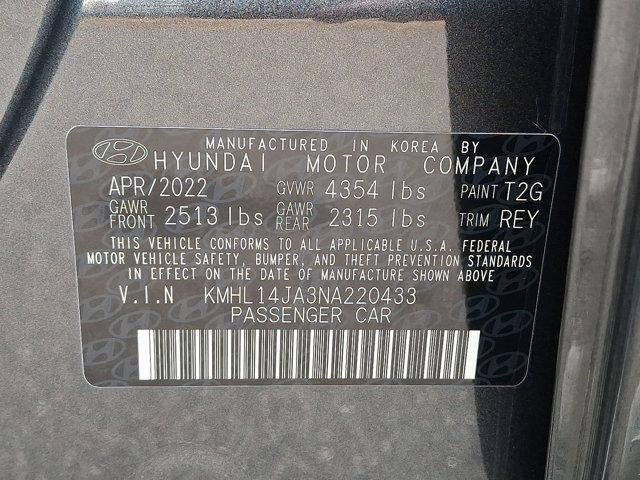 MANUFACTURED IN KOREA BY
HYUNDAI MOTOR COMPANY
APR/2022 GVWR 4354 lbs PAINT T2G
GAWR FRONT 2513 lbs GAWR REAR 2315 lbs TRIM REY
THIS VEHICLE CONFORMS TO ALL APPLICABLE U.S.A. FEDERAL
MOTOR VEHICLE SAFETY, BUMPER, AND THEFT PREVENTION STANDARDS
IN EFFECT ON THE DATE OF MANUFACTURE SHOWN ABOVE
V.I.N KMHL14JA3NA220433
PASSENGER CAR